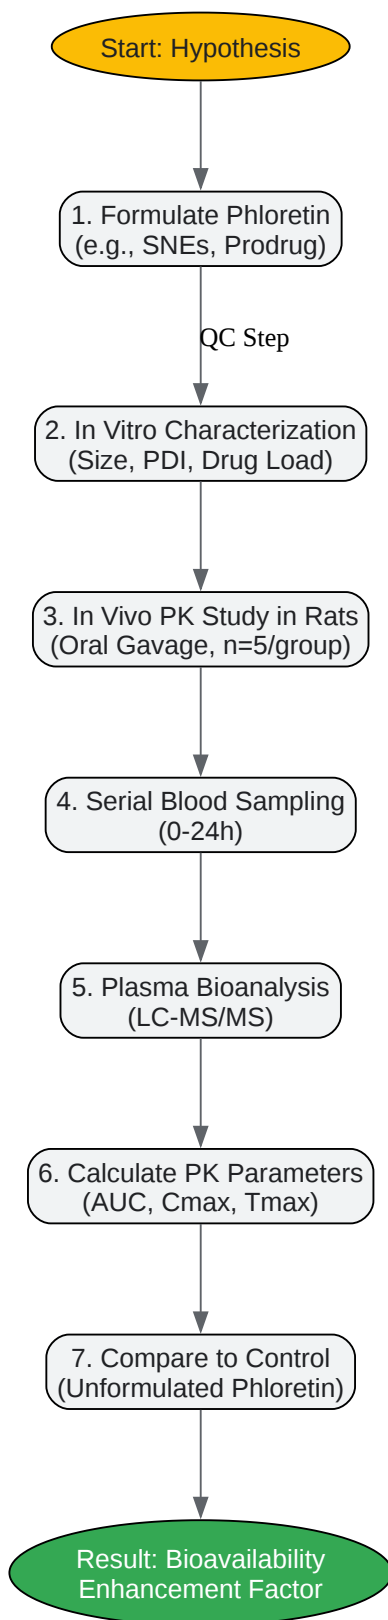 Start: Hypothesis
1. Formulate Phloretin
(e.g., SNEs, Prodrug)
QC Step
2. In Vitro Characterization
(Size, PDI, Drug Load)
3. In Vivo PK Study in Rats
(Oral Gavage, n=5/group)
4. Serial Blood Sampling
(0-24h)
5. Plasma Bioanalysis
(LC-MS/MS)
6. Calculate PK Parameters
(AUC, Cmax, Tmax)
7. Compare to Control
(Unformulated Phloretin)
Result: Bioavailability
Enhancement Factor